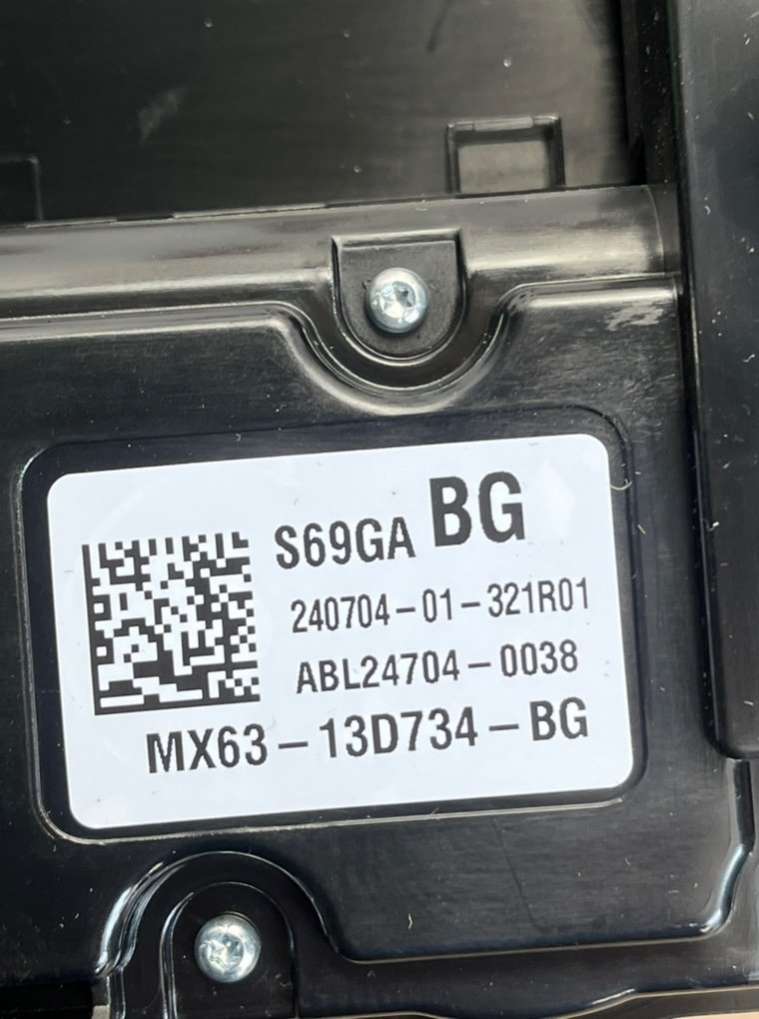 S69GA BG
240704-01-321R01
ABL24704-0038
MX63-13D734-BG